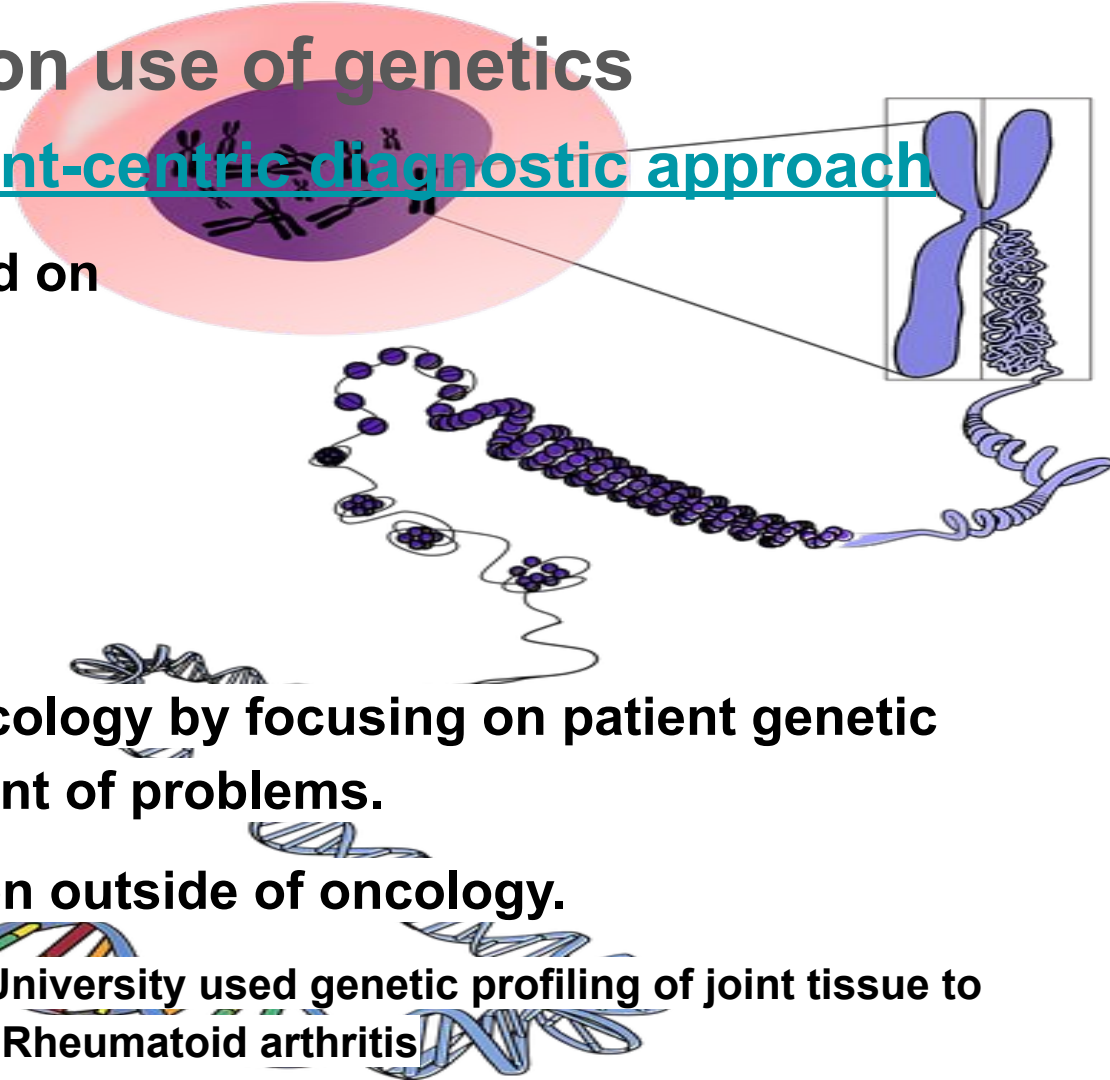 on use of genetics
nt-centric diagnostic approach
d on
cology by focusing on patient genetic
nt of problems.
n outside of oncology.
University used genetic profiling of joint tissue to
Rheumatoid arthritis